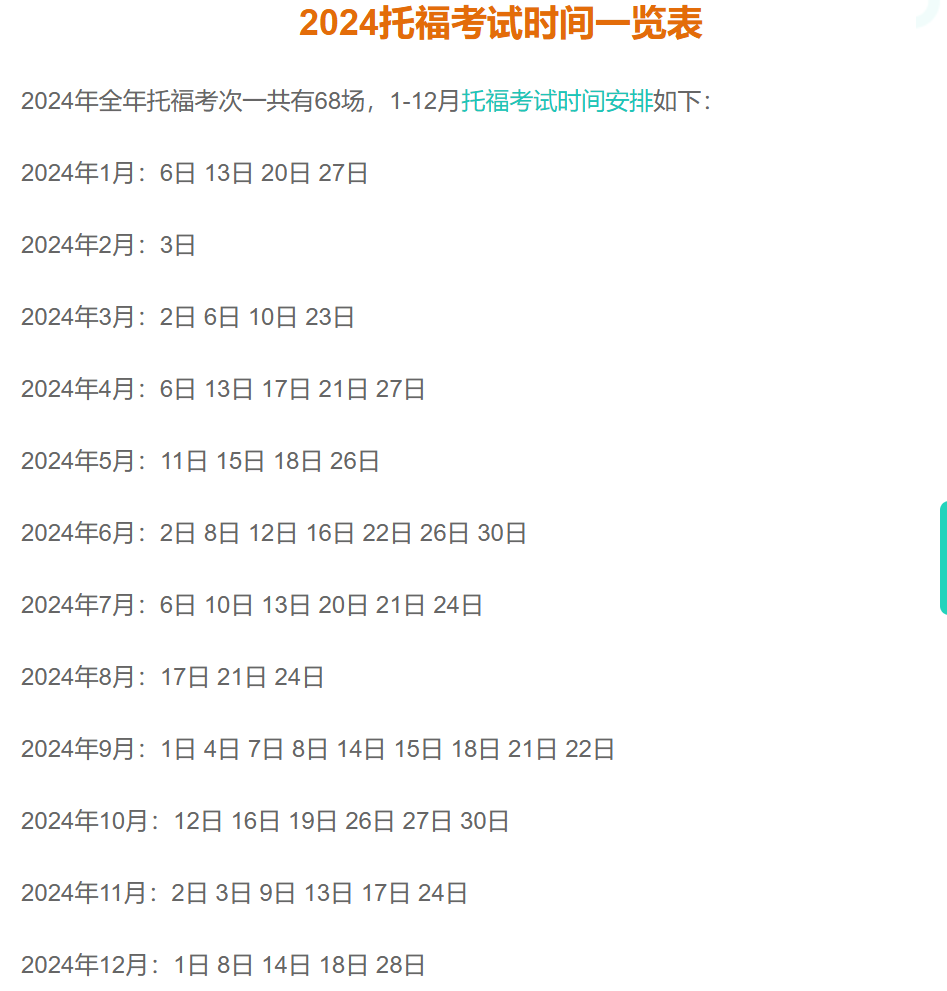 2024托福考试时间一览表
2024年全年托福考次一共有68场，1-12月托福考试时间安排如下：
2024年1月：6日 13日 20日 27日
2024年2月：3日
2024年3月：2日 6日 10日 23日
2024年4月：6日 13日 17日 21日 27日
2024年5月：11日 15日 18日 26日
2024年6月：2日 8日 12日 16日 22日 26日 30日
2024年7月：6日 10日 13日 20日 21日 24日
2024年8月：17日 21日 24日
2024年9月：1日 4日 7日 8日 14日 15日 18日 21日 22日
2024年10月：12日 16日 19日 26日 27日 30日
2024年11月：2日 3日 9日 13日 17日 24日
2024年12月：1日 8日 14日 18日 28日